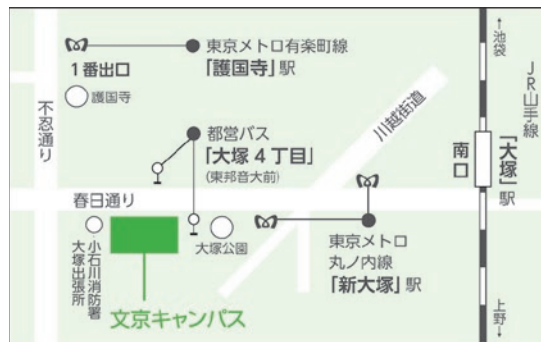 東京メトロ有楽町線
「護国寺」駅
1番出口
護国寺
不忍通り
都営バス
「大塚4丁目」
(東邦音大前)
川越街道
←池袋
JR山手線
「大塚」駅
南口
春日通り
小石川消防署
大塚出張所
大塚公園
東京メトロ
丸ノ内線
「新大塚」駅
文京キャンパス
上野→